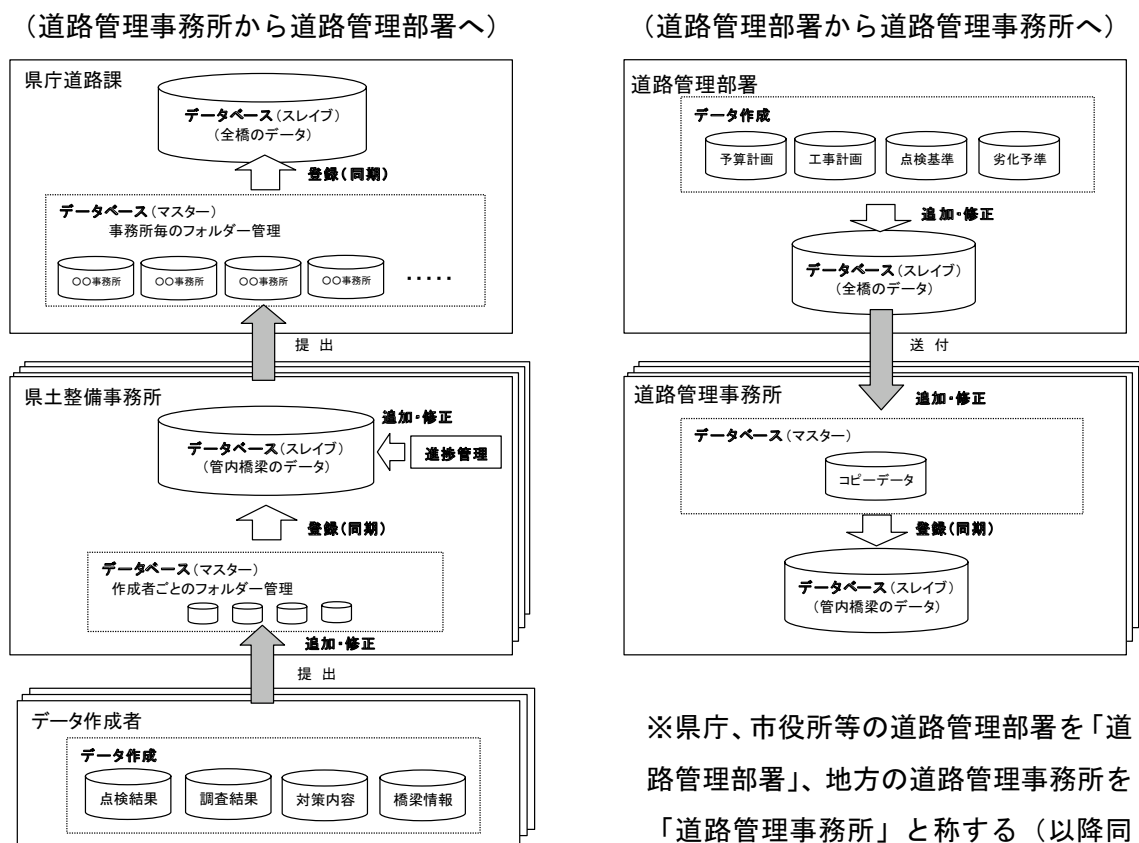 （道路管理事務所から道路管理部署へ）
県庁道路課
データベース（スレイブ）
（全橋のデータ）
登録（同期）
データベース（マスター）
事務所毎のフォルダー管理
〇〇事務所
〇〇事務所
〇〇事務所
〇〇事務所
・・・・・
提 出
県土整備事務所
追加・修正
データベース（スレイブ）
（管内橋梁のデータ）
進捗管理
登録（同期）
データベース（マスター）
作成者ごとのフォルダー管理
追加・修正
提 出
データ作成者
データ作成
点検結果
調査結果
対策内容
橋梁情報
（道路管理部署から道路管理事務所へ）
道路管理部署
データ作成
予算計画
工事計画
点検基準
劣化予準
追加・修正
データベース（スレイブ）
（全橋のデータ）
送 付
道路管理事務所
追加・修正
データベース（マスター）
コピーデータ
登録（同期）
データベース（スレイブ）
（管内橋梁のデータ）
※県庁、市役所等の道路管理部署を「道
路管理部署」、地方の道路管理事務所を
「道路管理事務所」と称する（以降同